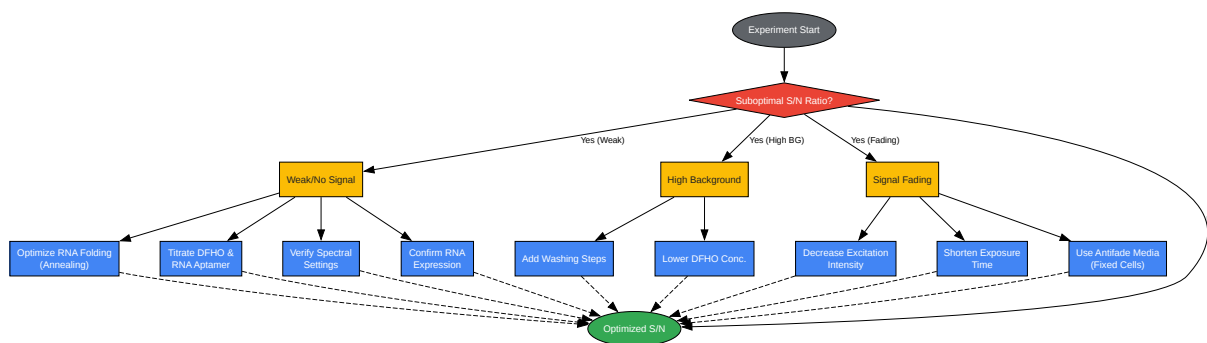 Experiment Start
Suboptimal S/N Ratio?
Yes (Weak)
Yes (High BG)
Yes (Fading)
Weak/No Signal
High Background
Signal Fading
Optimize RNA Folding
(Annealing)
Titrate DFHO &
RNA Aptamer
Verify Spectral
Settings
Confirm RNA
Expression
Add Washing Steps
Lower DFHO Conc.
Decrease Excitation
Intensity
Shorten Exposure
Time
Use Antifade Media
(Fixed Cells)
Optimized S/N